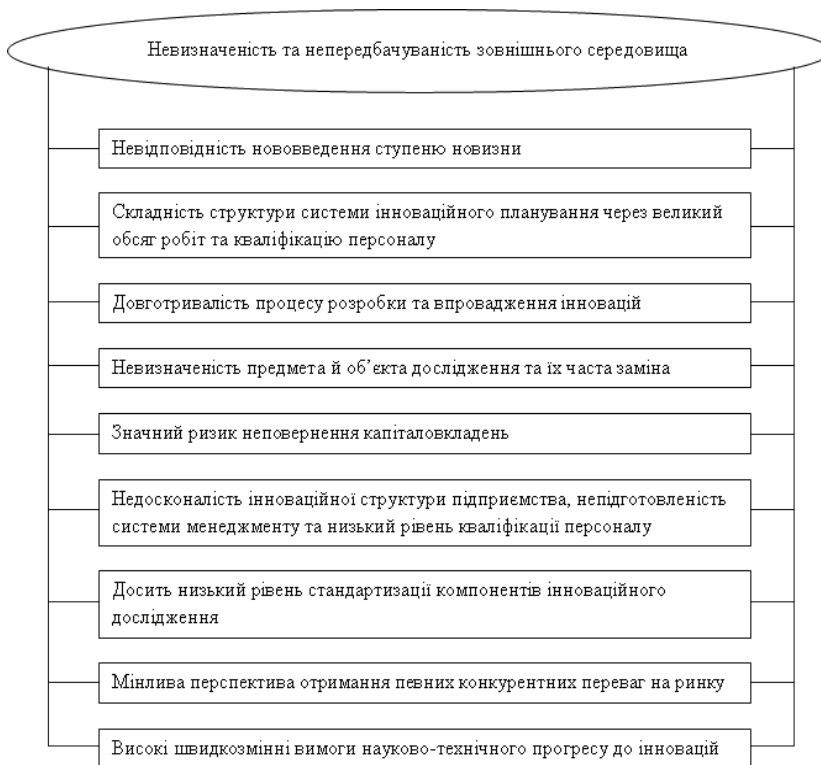 Невизначеність та непередбачуваність зовнішнього середовища
Невідповідність нововведення ступеню новизни
Складність структури системи інноваційного планування через великий
обсяг робіт та кваліфікацію персоналу
Довготривалість процесу розробки та впровадження інновацій
Невизначеність предмета й об’єкта дослідження та їх часта заміна
Значний ризик неповернення капіталовкладень
Недосконалість інноваційної структури підприємства, непідготовленість
системи менеджменту та низький рівень кваліфікації персоналу
Досить низький рівень стандартизації компонентів інноваційного
дослідження
Мінлива перспектива отримання певних конкурентних переваг на ринку
Високі швидкозмінні вимоги науково-технічного прогресу до інновацій